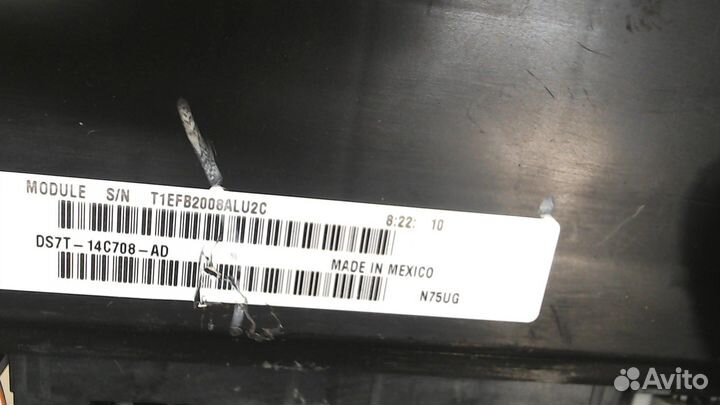 MODULE S/N T1EFB2008ALU2C
8:22: 10
DS7T-14C708-AD
MADE IN MEXICO
N75UG
Avito